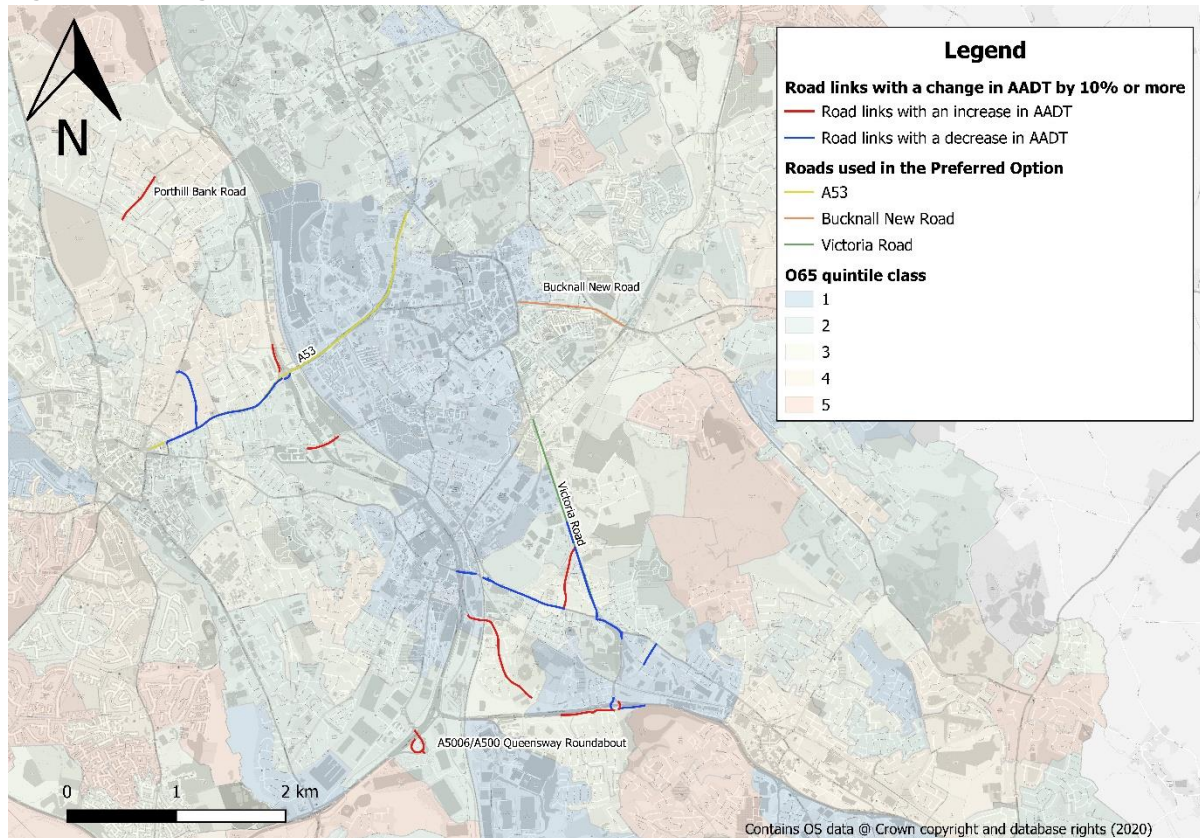 N
Legend
Road links with a change in AADT by 10% or more
Road links with an increase in AADT
Road links with a decrease in AADT
Roads used in the Preferred Option
A53
Bucknall New Road
Victoria Road
O65 quintile class
1
2
3
4
5
Porthill Bank Road
Bucknall New Road
A53
Victoria Road
A5006/A500 Queensway Roundabout
0 1 2 km
Contains OS data @ Crown copyright and database rights (2020)